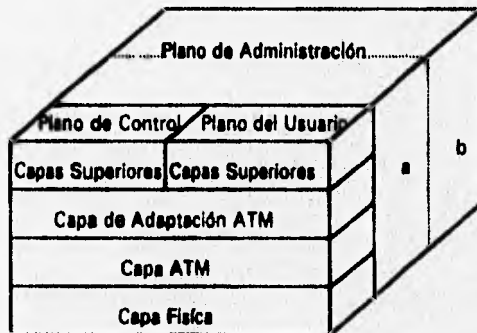 Plano de Administración
Plano de Control Plano del Usuario
Capas Superiores Capas Superiores
a b
Capa de Adaptación ATM
Capa ATM
Capa Física